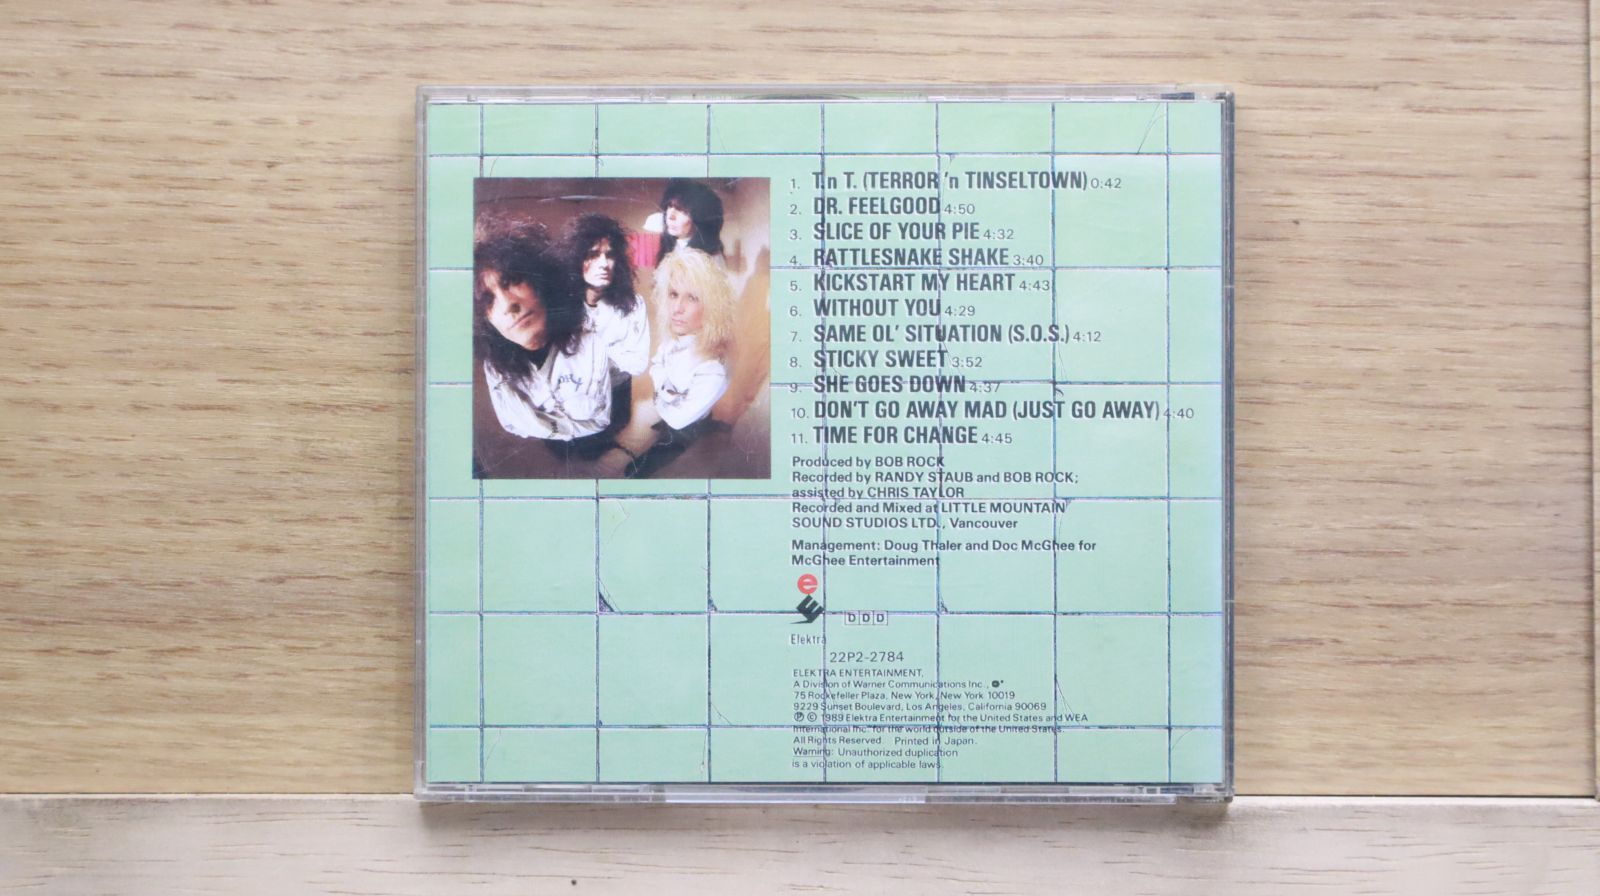 1. T.n T. (TERROR 'n TINSELTOWN) 0:42
2. DR. FEELGOOD 4:50
3. SLICE OF YOUR PIE 4:32
4. RATTLESNAKE SHAKE 3:40
5. KICKSTART MY HEART 4:43
6. WITHOUT YOU 4:29
7. SAME OL' SITUATION (S.O.S.) 4:12
8. STICKY SWEET 3:52
9. SHE GOES DOWN 4:37
10. DON'T GO AWAY MAD (JUST GO AWAY) 4:40
11. TIME FOR CHANGE 4:45
Produced by BOB ROCK
Recorded by RANDY STAUB and BOB ROCK;
assisted by CHRIS TAYLOR
Recorded and Mixed at LITTLE MOUNTAIN
SOUND STUDIOS LTD., Vancouver
Management: Doug Thaler and Doc McGhee for
McGhee Entertainment
e
Elektra
DDD
22P2-2784
ELEKTRA ENTERTAINMENT,
A Division of Warner Communications Inc.,
75 Rockefeller Plaza, New York, New York 10019
9229 Sunset Boulevard, Los Angeles, California 90069
℗ © 1989 Elektra Entertainment for the United States and WEA
International Inc. for the world outside of the United States.
All Rights Reserved. Printed in Japan.
Warning: Unauthorized duplication
is a violation of applicable laws.